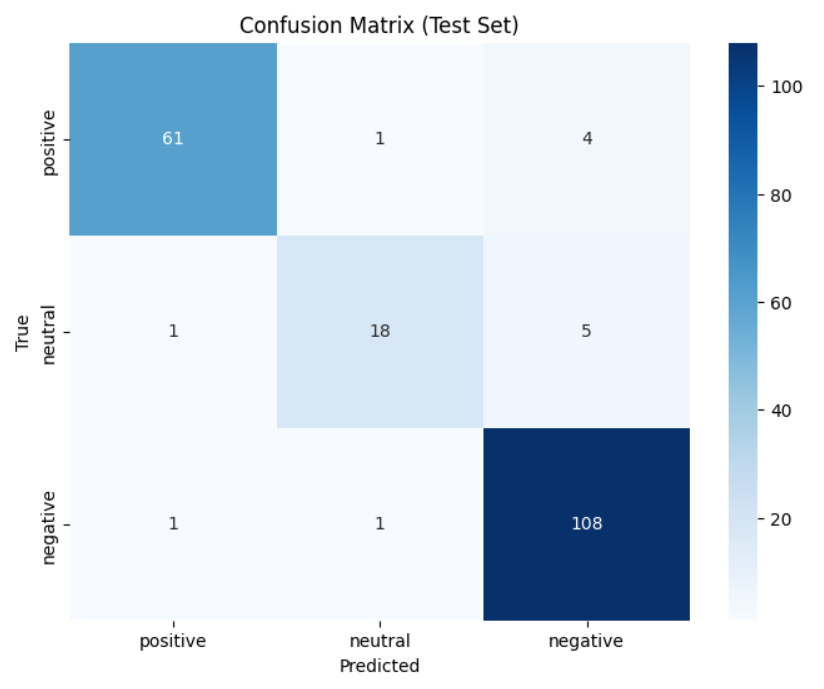 Confusion Matrix (Test Set)
positive
61
1
4
neutral
1
18
5
negative
1
1
108
True
positive
neutral
negative
Predicted
100
80
60
40
20